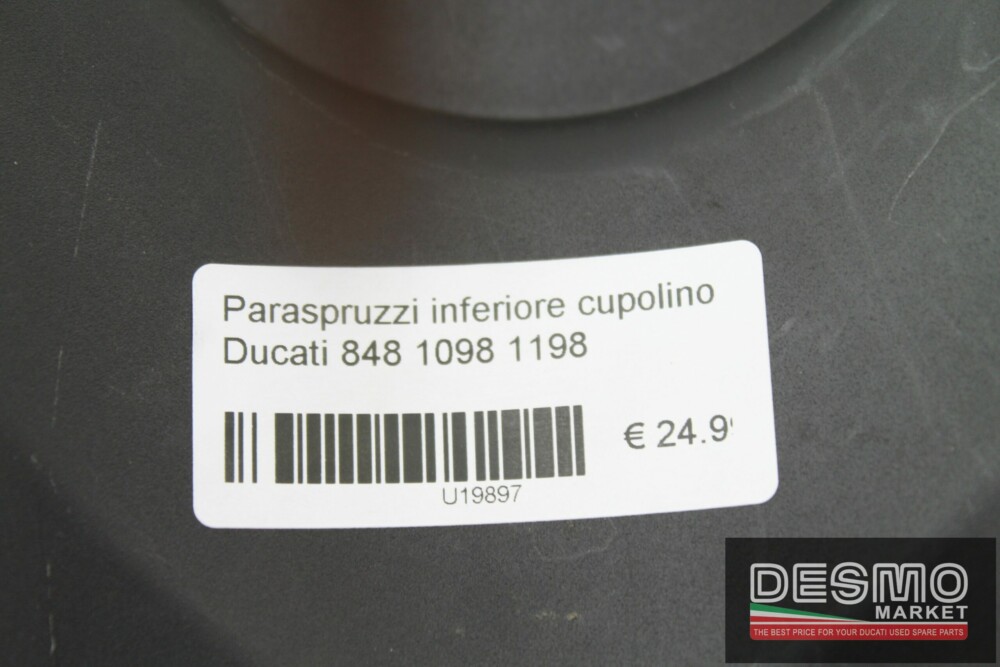 Paraspruzzi inferiore cupolino
Ducati 848 1098 1198
€ 24.9
U19897
DESMO
MARKET
THE BEST PRICE FOR YOUR DUCATI USED SPARE PARTS